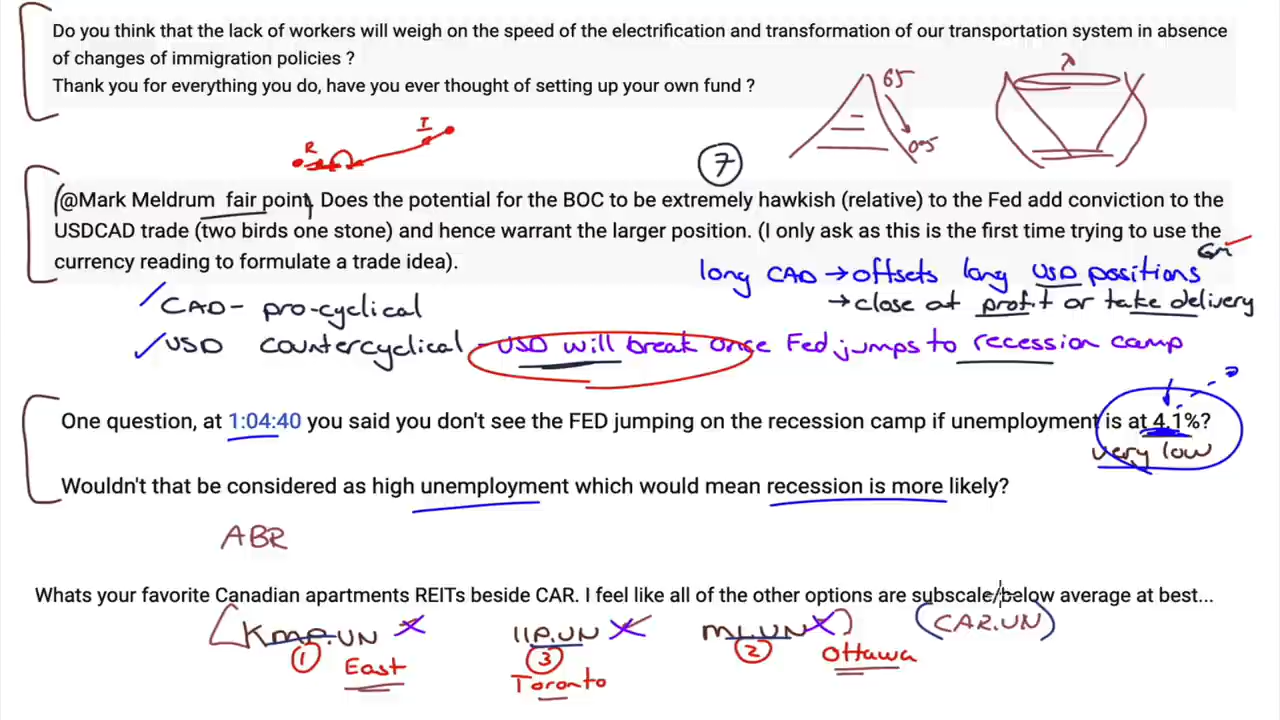 Do you think that the lack of workers will weigh on the speed of the electrification and transformation of our transportation system in absence
of changes of immigration policies ?
Thank you for everything you do, have you ever thought of setting up your own fund ?
65
I
R
7
@Mark Meldrum fair point, Does the potential for the BOC to be extremely hawkish (relative) to the Fed add conviction to the
USDCAD trade (two birds one stone) and hence warrant the larger position. (I only ask as this is the first time trying to use the
currency reading to formulate a trade idea).
6m
long CAD → offsets long USD positions
→ close at profit or take delivery
CAD - pro-cyclical
USD countercyclical - USD will break once Fed jumps to recession camp
One question, at 1:04:40 you said you don't see the FED jumping on the recession camp if unemployment is at 4.1%?
very low
Wouldn't that be considered as high unemployment which would mean recession is more likely?
ABR
Whats your favorite Canadian apartments REITs beside CAR. I feel like all of the other options are subscale/below average at best...
KMP.UN IIP.UN MI.UN (CAR.UN)
1 East 3 2 Ottawa
Toronto